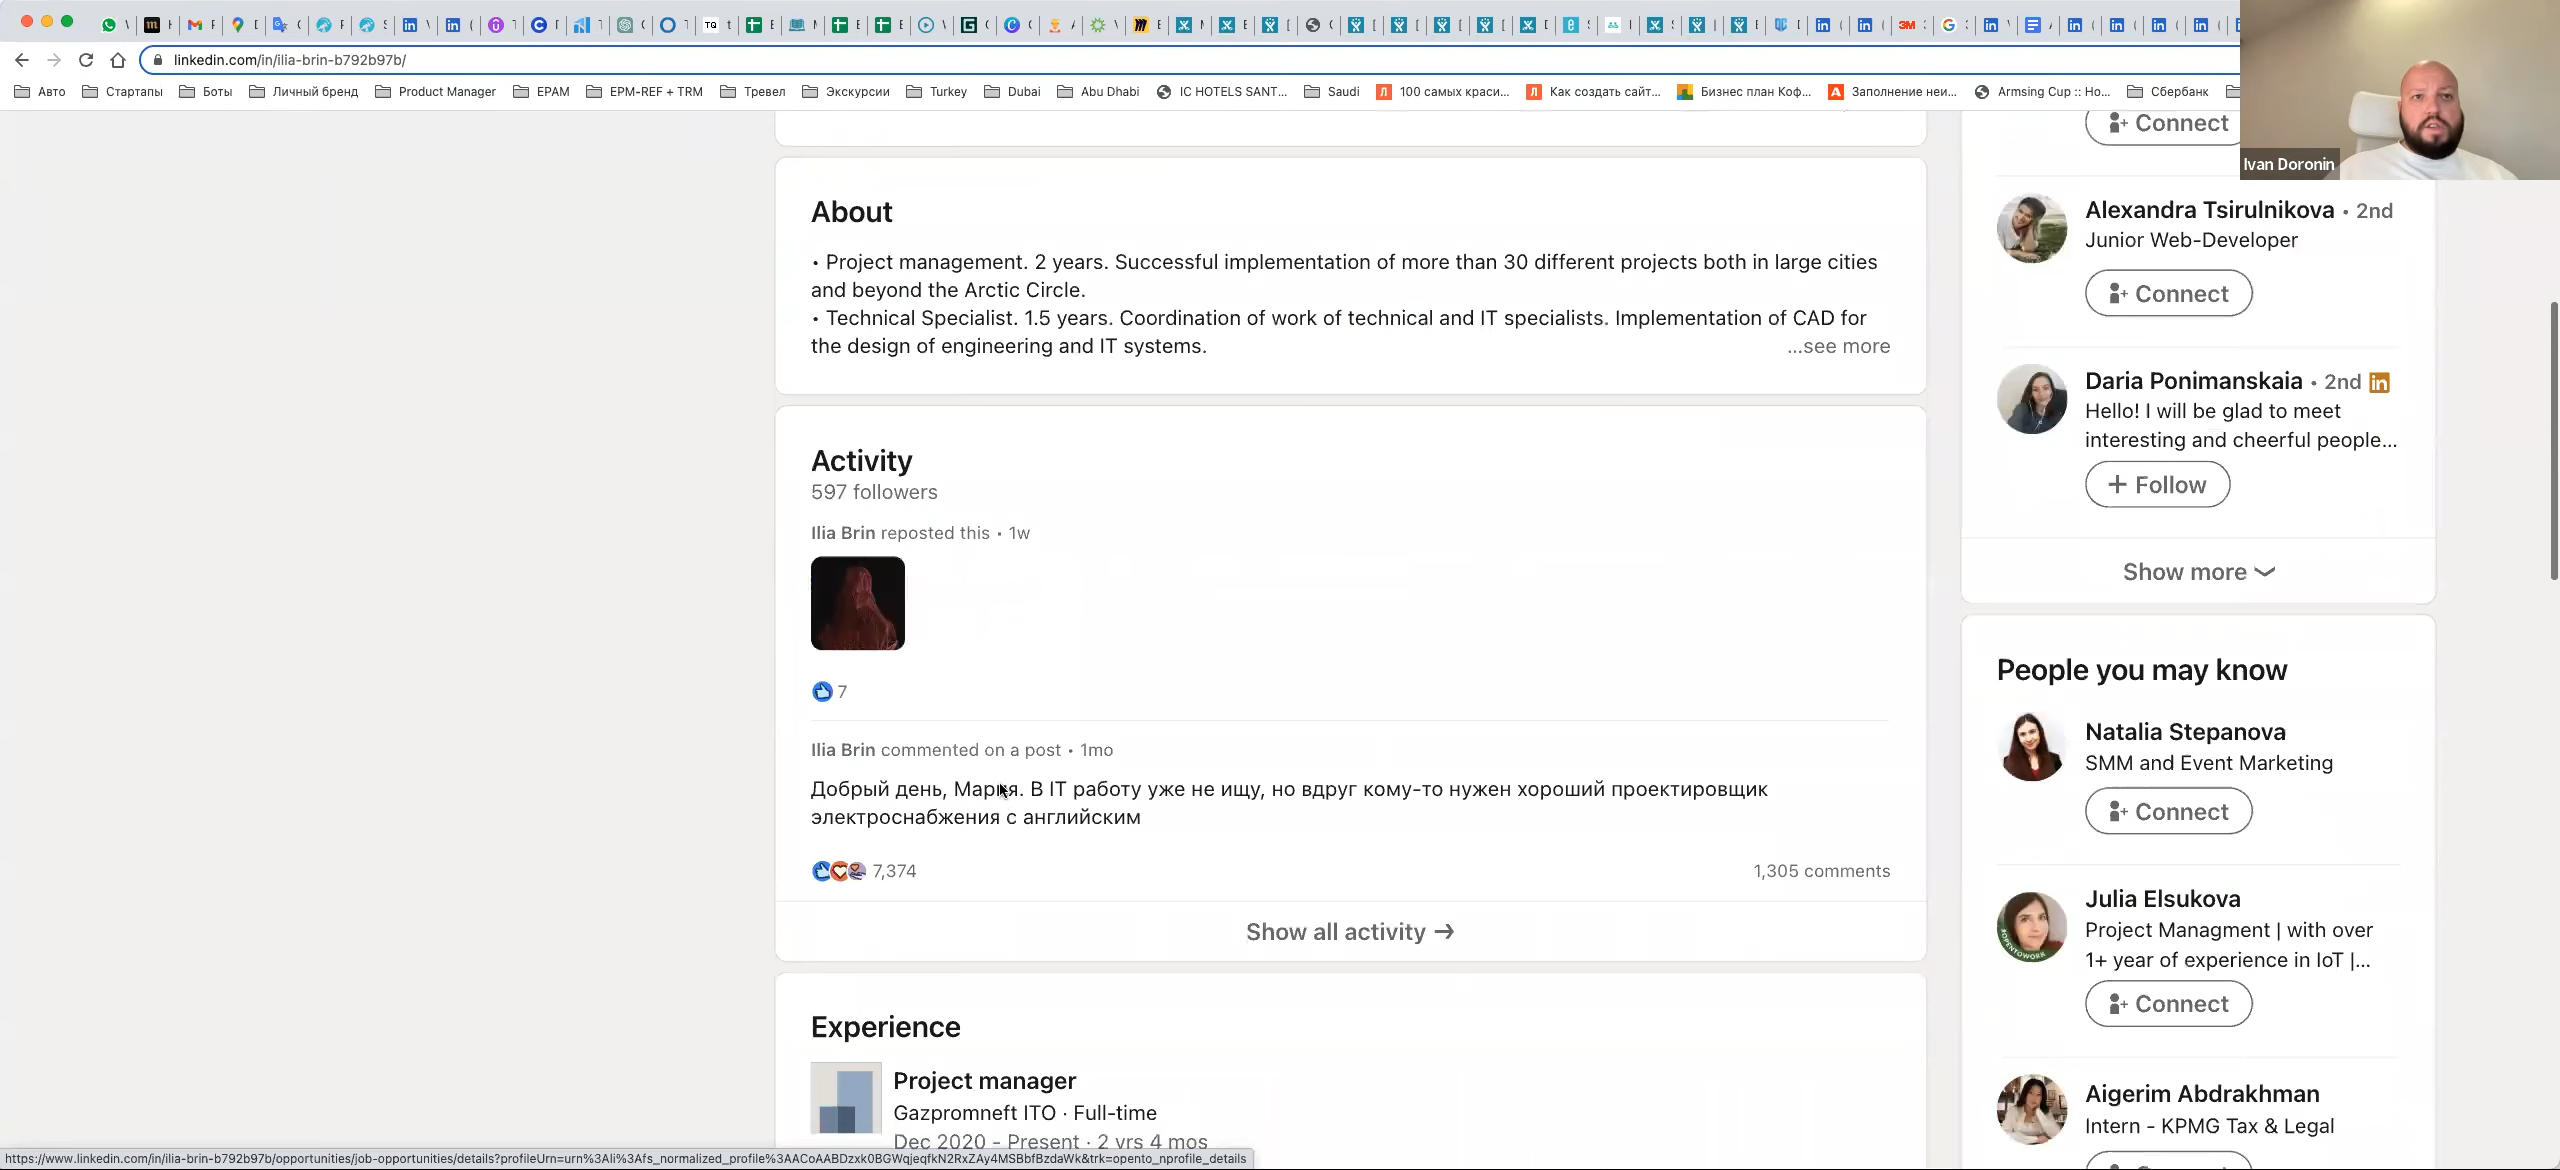 linkedin.com/in/ilia-brin-b792b97b/
Авто
Стартапы
Боты
Личный бренд
Product Manager
EPAM
EPM-REF + TRM
Тревел
Экскурсии
Turkey
Dubai
Abu Dhabi
IC HOTELS SANT...
Saudi
100 самых краси...
Как создать сайт...
Бизнес план Коф...
Заполнение неи...
Armsing Cup :: Ho...
Сбербанк
Ivan Doronin
About
• Project management. 2 years. Successful implementation of more than 30 different projects both in large cities
and beyond the Arctic Circle.
• Technical Specialist. 1.5 years. Coordination of work of technical and IT specialists. Implementation of CAD for
the design of engineering and IT systems.
...see more
Activity
597 followers
Ilia Brin reposted this • 1w
7
Ilia Brin commented on a post • 1mo
Добрый день, Мария. В IT работу уже не ищу, но вдруг кому-то нужен хороший проектировщик
электроснабжения с английским
7,374
1,305 comments
Show all activity →
Experience
Project manager
Gazpromneft ITO · Full-time
Dec 2020 - Present · 2 yrs 4 mos
Connect
Alexandra Tsirulnikova • 2nd
Junior Web-Developer
Connect
Daria Ponimanskaia • 2nd
Hello! I will be glad to meet
interesting and cheerful people...
+ Follow
Show more
People you may know
Natalia Stepanova
SMM and Event Marketing
Connect
Julia Elsukova
Project Managment | with over
1+ year of experience in IoT |...
Connect
Aigerim Abdrakhman
Intern - KPMG Tax & Legal
https://www.linkedin.com/in/ilia-brin-b792b97b/opportunities/job-opportunities/details?profileUrn=urn%3Ali%3Afs_normalized_profile%3AACoAABDzxk0BGWqjeqfkN2RxZAy4MSBbfBzdaWk&trk=opento_nprofile_details